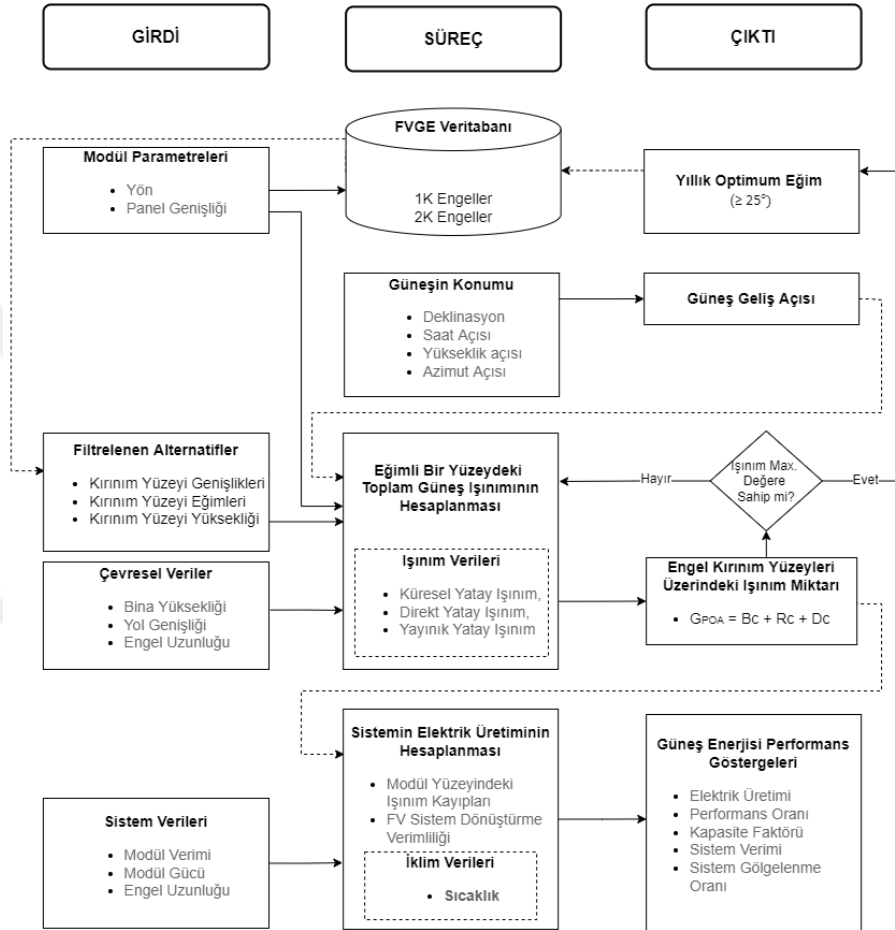 GİRDİ
SÜREÇ
ÇIKTI
FVGE Veritabanı
1K Engeller
2K Engeller
Modül Parametreleri
• Yön
• Panel Genişliği
Yıllık Optimum Eğim
(≥ 25°)
Güneşin Konumu
• Deklinasyon
• Saat Açısı
• Yükseklik açısı
• Azimut Açısı
Güneş Geliş Açısı
Filtrelenen Alternatifler
• Kırınım Yüzeyi Genişlikleri
• Kırınım Yüzeyi Eğimleri
• Kırınım Yüzeyi Yüksekliği
Eğimli Bir Yüzeydeki
Toplam Güneş Işınımının
Hesaplanması
Işınım Verileri
• Küresel Yatay Işınım,
• Direkt Yatay Işınım,
• Yayınık Yatay Işınım
Hayır
Işınım Max.
Değere
Sahip mi?
Evet
Çevresel Veriler
• Bina Yüksekliği
• Yol Genişliği
• Engel Uzunluğu
Engel Kırınım Yüzeyleri
Üzerindeki Işınım Miktarı
• GPOA = Bc + Rc + Dc
Sistemin Elektrik Üretiminin
Hesaplanması
• Modül Yüzeyindeki
Işınım Kayıpları
• FV Sistem Dönüştürme
Verimliliği
İklim Verileri
• Sıcaklık
Güneş Enerjisi Performans
Göstergeleri
• Elektrik Üretimi
• Performans Oranı
• Kapasite Faktörü
• Sistem Verimi
• Sistem Gölgelenme
Oranı
Sistem Verileri
• Modül Verimi
• Modül Gücü
• Engel Uzunluğu